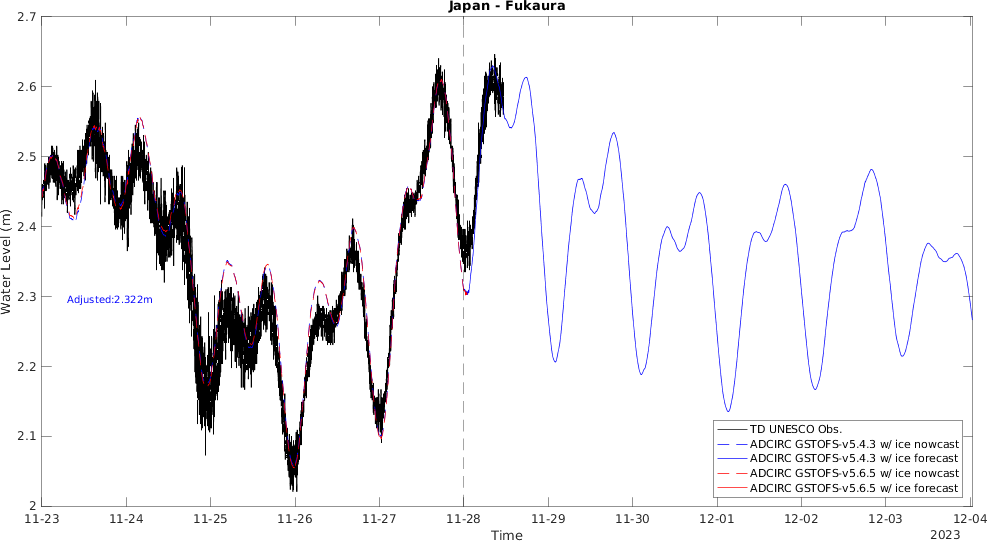 Japan - Fukaura
2.7
2.6
2.5
2.4
2.3
2.2
2.1
2
Water Level (m)
Adjusted:2.322m
TD UNESCO Obs.
ADCIRC GSTOFS-v5.4.3 w/ ice nowcast
ADCIRC GSTOFS-v5.4.3 w/ ice forecast
ADCIRC GSTOFS-v5.6.5 w/ ice nowcast
ADCIRC GSTOFS-v5.6.5 w/ ice forecast
11-23 11-24 11-25 11-26 11-27 11-28 11-29 11-30 12-01 12-02 12-03 12-04
Time
2023